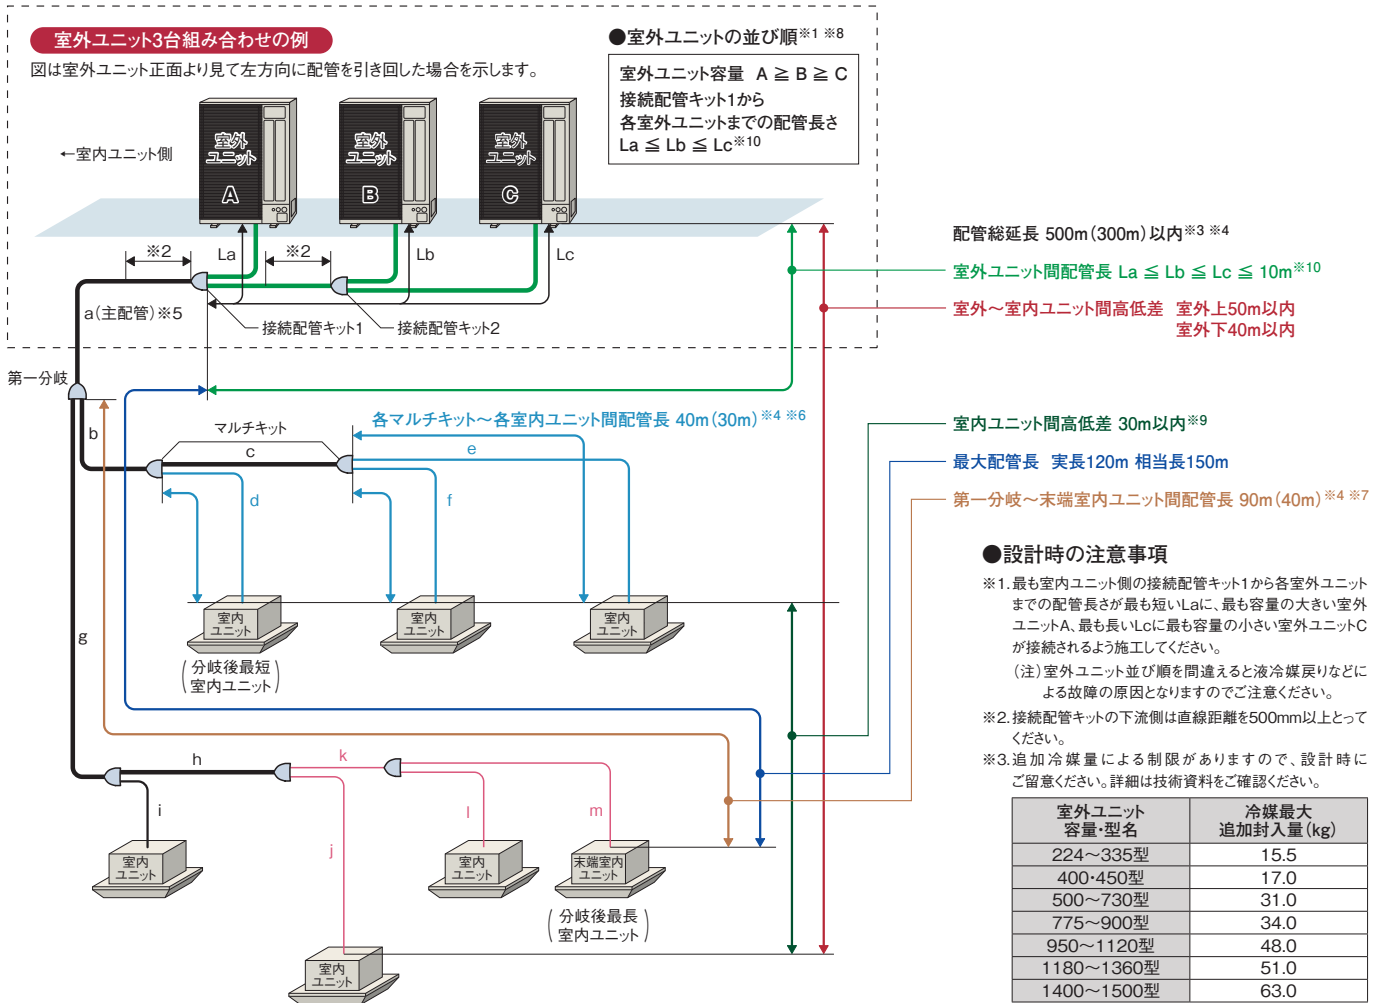 室外ユニット3台組み合わせの例
図は室外ユニット正面より見て左方向に配管を引き回した場合を示します。
●室外ユニットの並び順※1 ※8
室外ユニット容量 A ≧ B ≧ C
接続配管キット1から
各室外ユニットまでの配管長さ
La ≦ Lb ≦ Lc※10
←室内ユニット側
室外
ユニット
A
室外
ユニット
B
室外
ユニット
C
※2
La
※2
Lb
Lc
a(主配管)※5
接続配管キット1
接続配管キット2
配管総延長 500m(300m)以内※3 ※4
室外ユニット間配管長 La ≦ Lb ≦ Lc ≦ 10m※10
室外～室内ユニット間高低差 室外上50m以内
室外下40m以内
第一分岐
b
マルチキット
c
各マルチキット～各室内ユニット間配管長 40m(30m)※4 ※6
e
d
f
室内ユニット間高低差 30m以内※9
最大配管長 実長120m 相当長150m
第一分岐～末端室内ユニット間配管長 90m(40m)※4 ※7
g
室内
ユニット
室内
ユニット
室内
ユニット
(分岐後最短
室内ユニット)
h
k
i
j
l
m
室内
ユニット
室内
ユニット
末端室内
ユニット
(分岐後最長
室内ユニット)
室内
ユニット
●設計時の注意事項
※1.最も室内ユニット側の接続配管キット1から各室外ユニット
までの配管長さが最も短いLaに、最も容量の大きい室外
ユニットA、最も長いLcに最も容量の小さい室外ユニットC
が接続されるよう施工してください。
(注)室外ユニット並び順を間違えると液冷媒戻りなどに
よる故障の原因となりますのでご注意ください。
※2.接続配管キットの下流側は直線距離を500mm以上とって
ください。
※3.追加冷媒量による制限がありますので、設計時に
ご留意ください。詳細は技術資料をご確認ください。
室外ユニット
容量・型名
冷媒最大
追加封入量(kg)
224～335型 15.5
400・450型 17.0
500～730型 31.0
775～900型 34.0
950～1120型 48.0
1180～1360型 51.0
1400～1500型 63.0